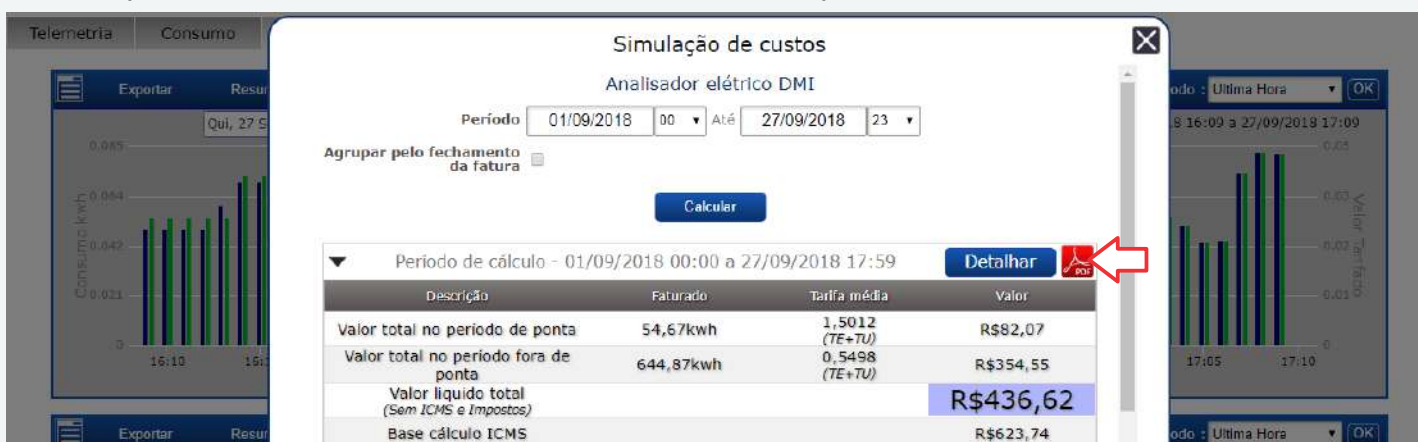 Telemetria Consumo
Simulação de custos
Analisador elétrico DMI
Exportar Resu
odo : Ultima Hora OK
Período 01/09/2018 00 Até 27/09/2018 23
Qui, 27 S
8 16:09 a 27/09/2018 17:09
Agrupar pelo fechamento
da fatura
0.085
0.064
0.042
0.021
0
Consumo kwh
16:10 16:
Calcular
0.03
0.03
0.02
0.01
0
Valor Tarifado
17:05 17:10
Período de cálculo - 01/09/2018 00:00 a 27/09/2018 17:59 Detalhar PDF
Descrição Faturado Tarifa média Valor
Valor total no período de ponta 54,67kwh 1,5012 R$82,07
(TE+TU)
Valor total no período fora de 644,87kwh 0,5498 R$354,55
ponta (TE+TU)
Valor liquido total R$436,62
(Sem ICMS e Impostos)
Base cálculo ICMS R$623,74
Exportar Resu
odo : Ultima Hora OK